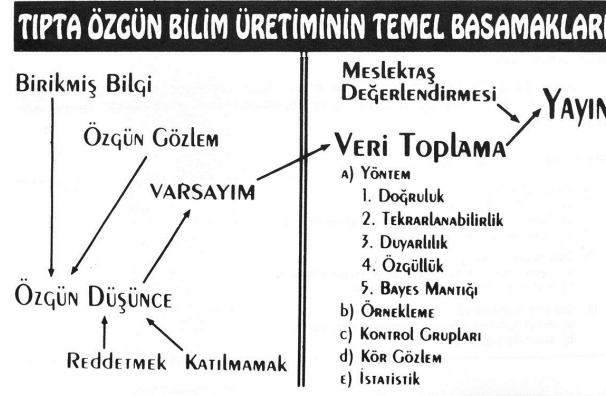 TIPTA ÖZGÜN BİLİM ÜRETİMİNİN TEMEL BASAMAKLARI
Birikmiş Bilgi
Özgün Gözlem
VARSAYIM
Özgün Düşünce
Reddetmek Katılmamak
Meslektaş
Değerlendirmesi
Yayın
Veri Toplama
a) Yöntem
1. Doğruluk
2. Tekrarlanabilirlik
3. Duyarlılık
4. Özgüllük
5. Bayes Mantığı
b) Örnekleme
c) Kontrol Grupları
d) Kör Gözlem
e) İstatistik